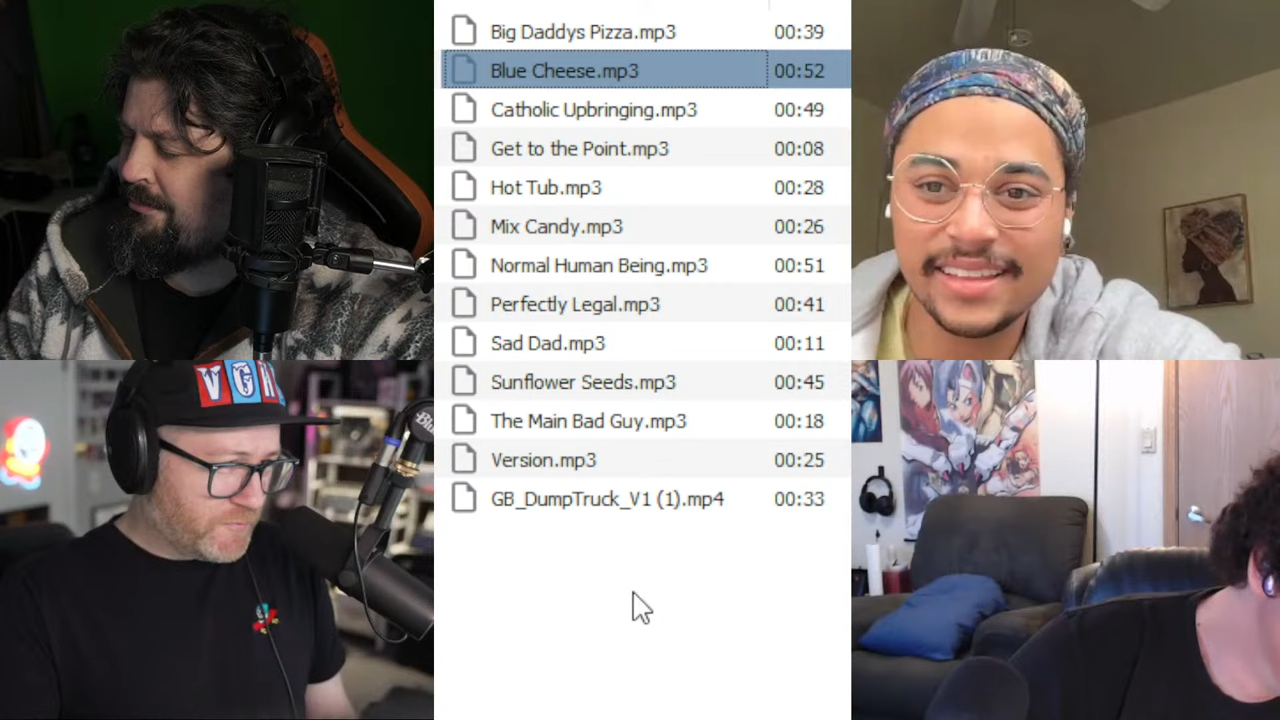 Big Daddys Pizza.mp3 00:39
Blue Cheese.mp3 00:52
Catholic Upbringing.mp3 00:49
Get to the Point.mp3 00:08
Hot Tub.mp3 00:28
Mix Candy.mp3 00:26
Normal Human Being.mp3 00:51
Perfectly Legal.mp3 00:41
Sad Dad.mp3 00:11
Sunflower Seeds.mp3 00:45
The Main Bad Guy.mp3 00:18
Version.mp3 00:25
GB_DumpTruck_V1 (1).mp4 00:33